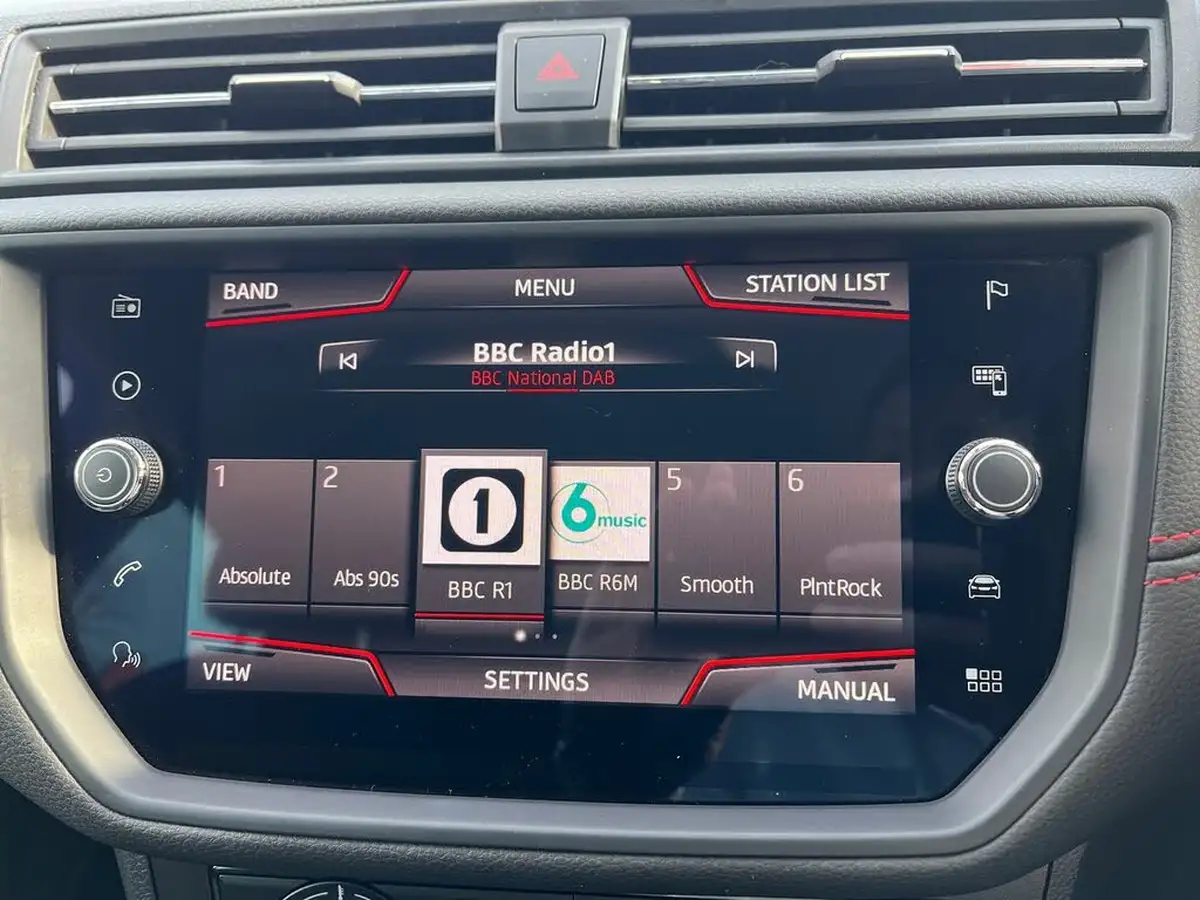 BAND
MENU
STATION LIST
BBC Radio1
BBC National DAB
1
2
5
6
1
6music
Absolute
Abs 90s
BBC R1
BBC R6M
Smooth
PlntRock
VIEW
SETTINGS
MANUAL